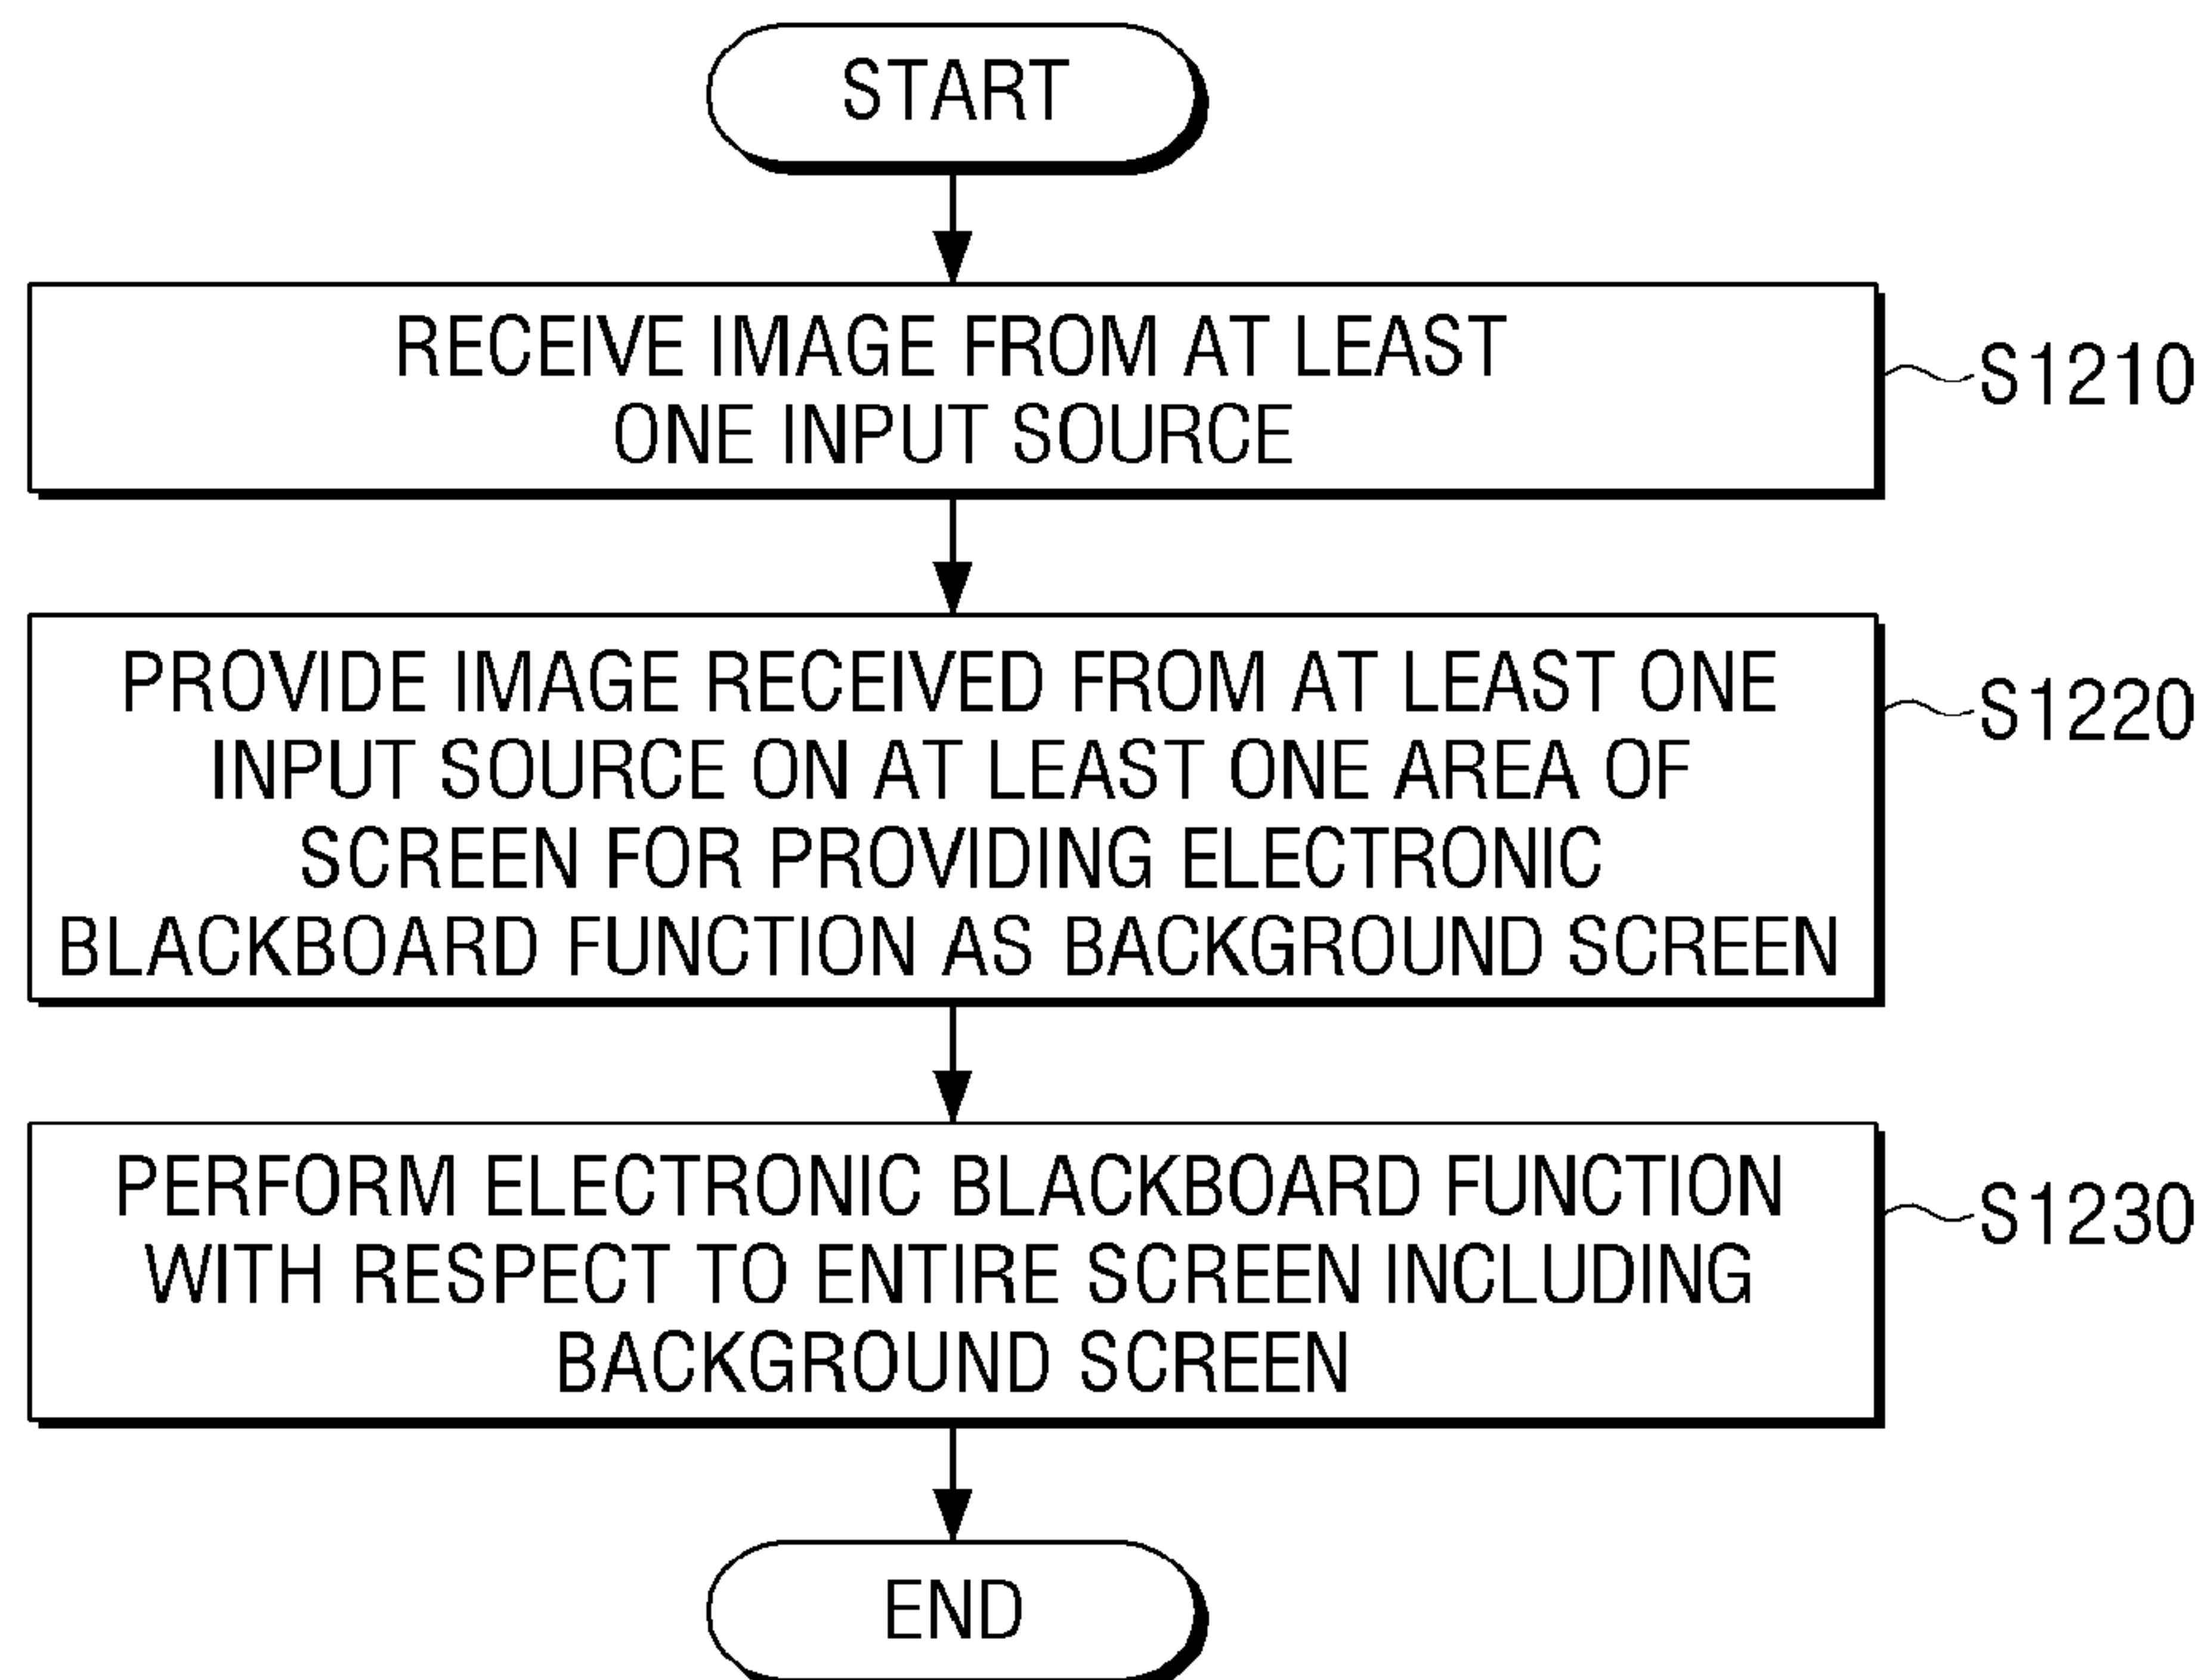 START
RECEIVE IMAGE FROM AT LEAST
ONE INPUT SOURCE
S1210
PROVIDE IMAGE RECEIVED FROM AT LEAST ONE
INPUT SOURCE ON AT LEAST ONE AREA OF
SCREEN FOR PROVIDING ELECTRONIC
BLACKBOARD FUNCTION AS BACKGROUND SCREEN
S1220
PERFORM ELECTRONIC BLACKBOARD FUNCTION
WITH RESPECT TO ENTIRE SCREEN INCLUDING
BACKGROUND SCREEN
S1230
END